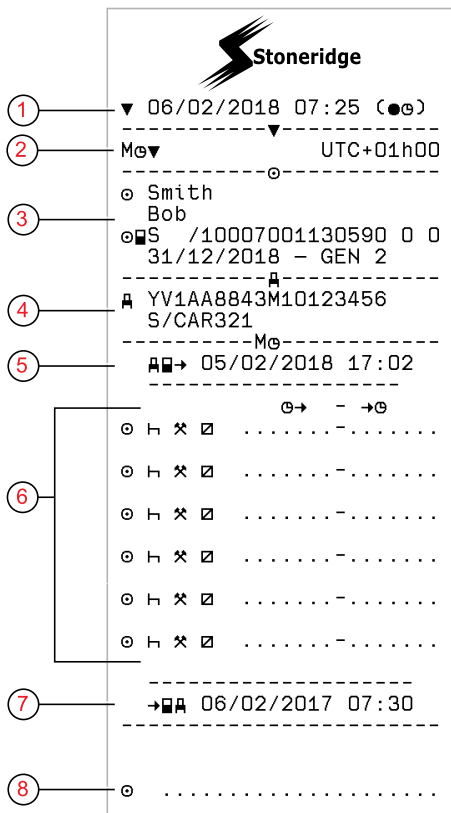 Stoneridge
1 ▼ 06/02/2018 07:25 (●◷)
2 M◷▼ UTC+01h00
3 ⊙ Smith
Bob
S /10007001130590 0 0
31/12/2018 – GEN 2
4 YV1AA8843M10123456
S/CAR321
M◷
5 → 05/02/2018 17:02
◷→ - →◷
6 ⊙ ⚒ ☑ .......-.......
⊙ ⚒ ☑ .......-.......
⊙ ⚒ ☑ .......-.......
⊙ ⚒ ☑ .......-.......
⊙ ⚒ ☑ .......-.......
⊙ ⚒ ☑ .......-.......
7 → 06/02/2017 07:30
8 ⊙ .......................